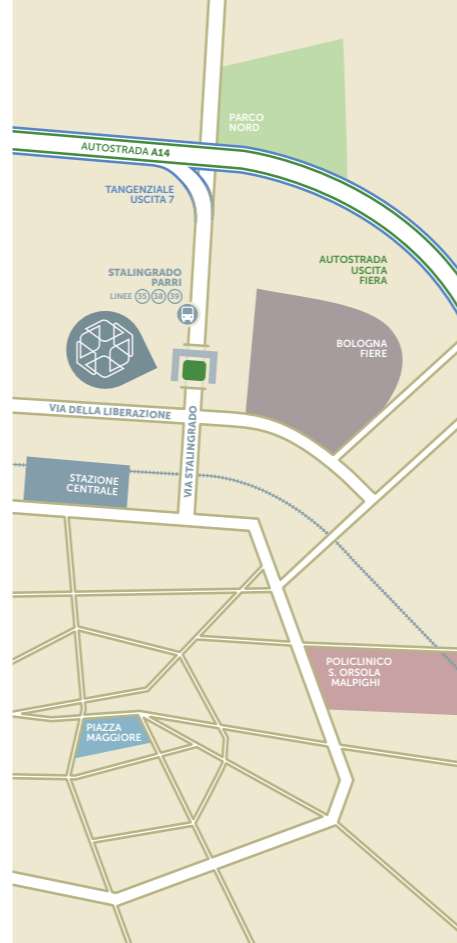 PARCO
NORD
AUTOSTRADA A14
TANGENZIALE
USCITA 7
AUTOSTRADA
USCITA
FIERA
STALINGRADO
PARRI
LINEE 35 38 39
BOLOGNA
FIERE
VIA DELLA LIBERAZIONE
VIA STALINGRADO
STAZIONE
CENTRALE
POLICLINICO
S. ORSOLA
MALPIGHI
PIAZZA
MAGGIORE